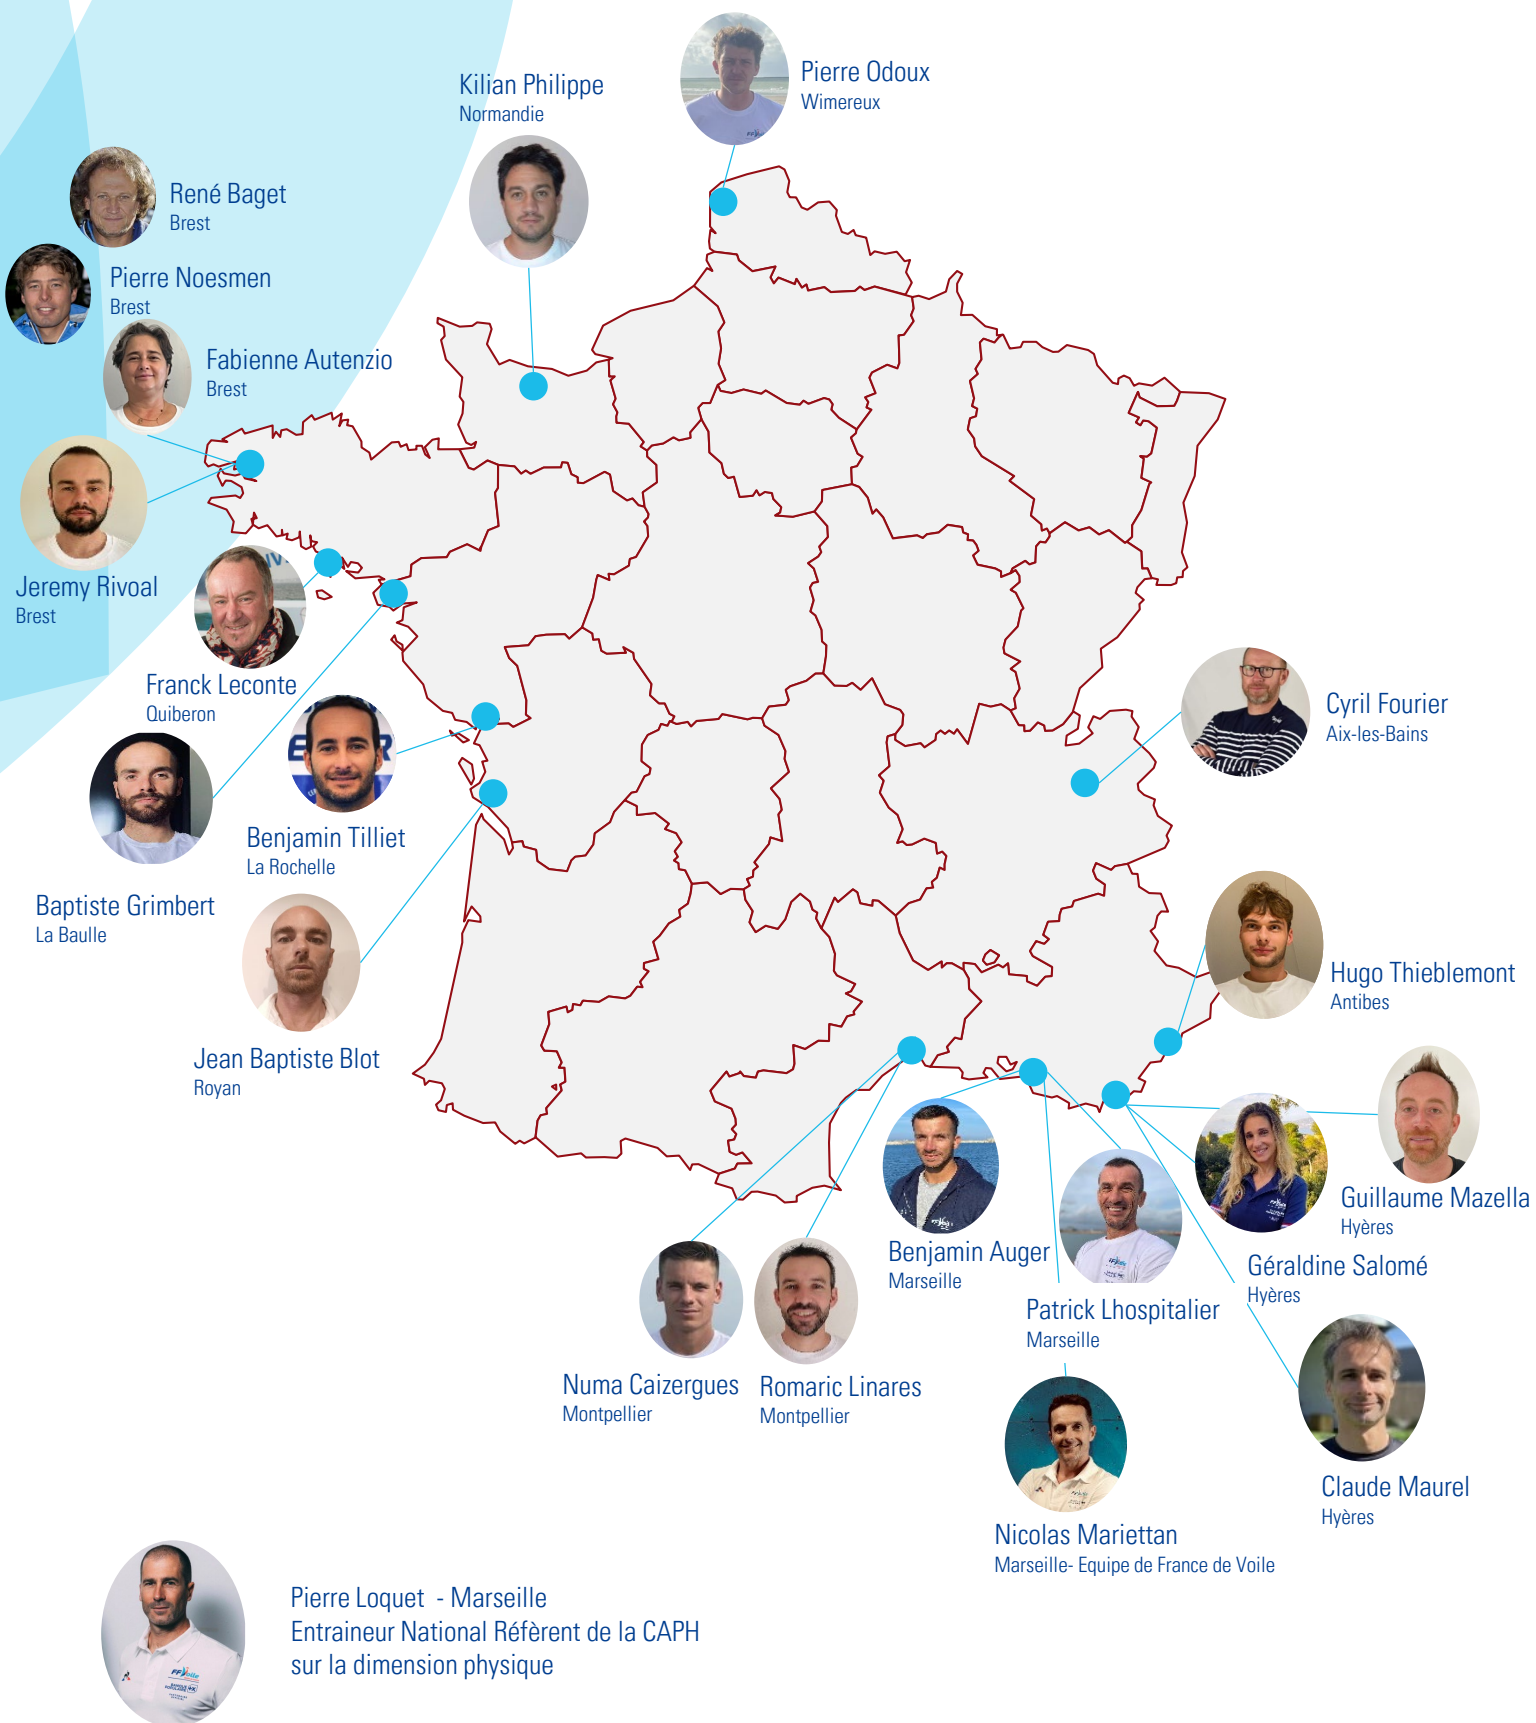 Pierre Odoux
Wimereux
Kilian Philippe
Normandie
René Baget
Brest
Pierre Noesmen
Brest
Fabienne Autenzio
Brest
Jeremy Rivoal
Brest
Franck Leconte
Quiberon
Cyril Fourier
Aix-les-Bains
Benjamin Tilliet
La Rochelle
Baptiste Grimbert
La Baulle
Hugo Thieblemont
Antibes
Jean Baptiste Blot
Royan
Guillaume Mazella
Hyères
Benjamin Auger
Marseille
Géraldine Salomé
Hyères
Patrick Lhospitalier
Marseille
Numa Caizergues
Montpellier
Romaric Linares
Montpellier
Claude Maurel
Hyères
Nicolas Mariettan
Marseille- Equipe de France de Voile
Pierre Loquet - Marseille
Entraineur National Réfèrent de la CAPH
sur la dimension physique
FFVoile